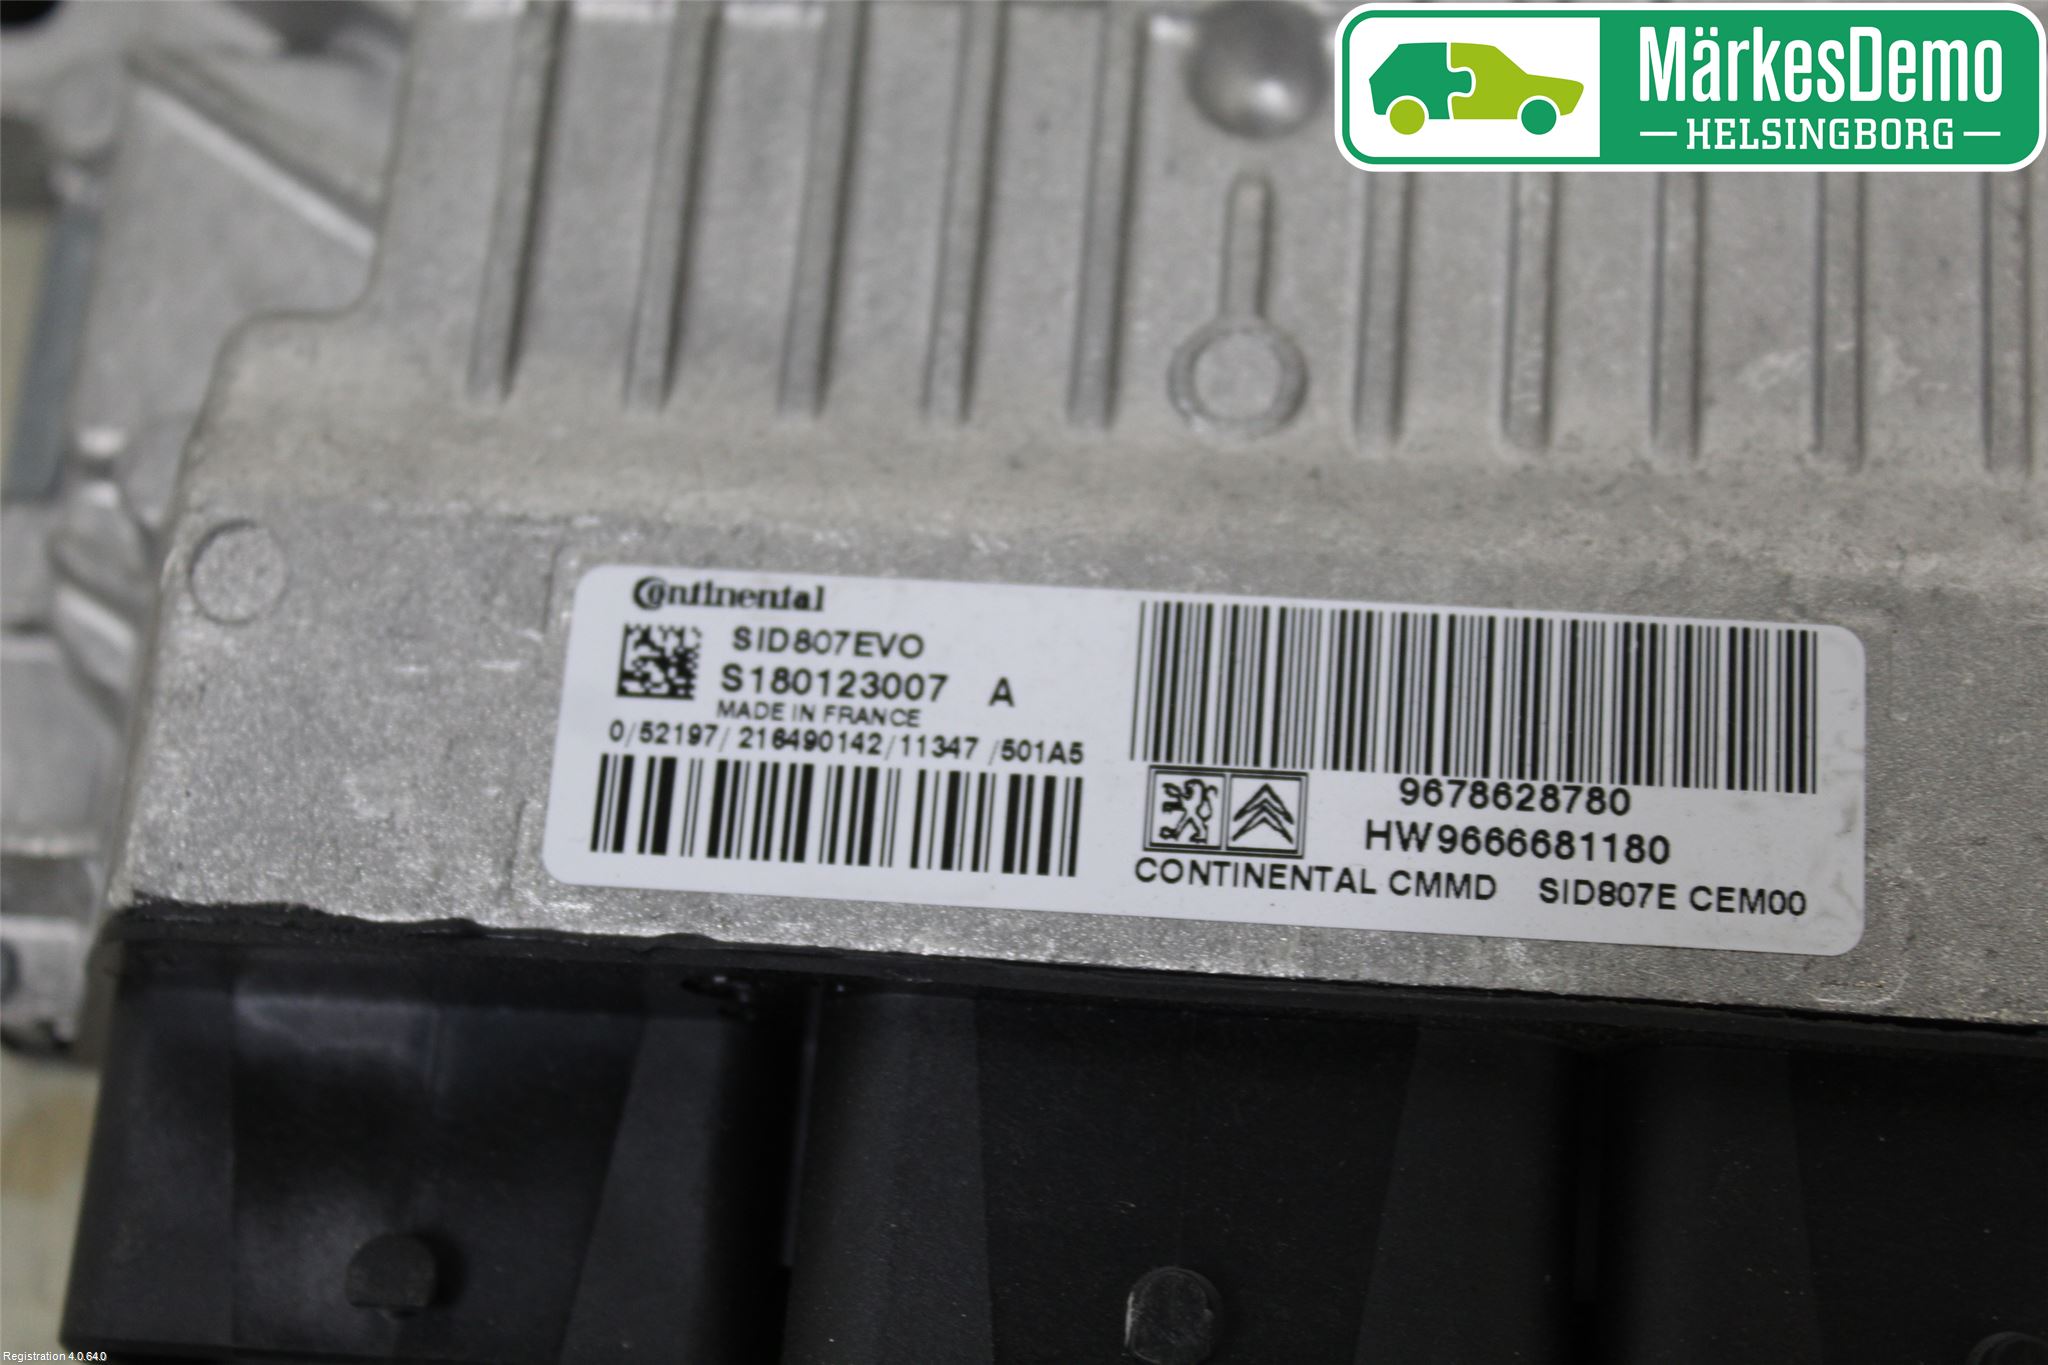 MärkesDemo
HELSINGBORG
Continental
SID807EVO
S180123007 A
MADE IN FRANCE
0/52197/216490142/11347/501A5
9678628780
HW9666681180
CONTINENTAL CMMD SID807E CEM00
Registration 4.0.64.0